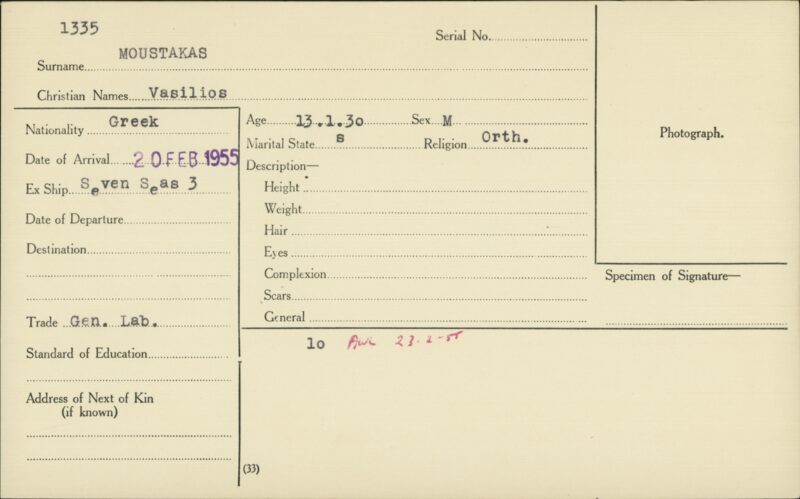 1335
Serial No.
MOUSTAKAS
Surname
Christian Names Vasilios
Nationality Greek
Date of Arrival 20 FEB 1955
Ex Ship Seven Seas 3
Date of Departure
Destination
Trade Gen. Lab.
Standard of Education
Address of Next of Kin
(if known)
Age 13.1.30 Sex M
Marital State s Religion Orth.
Description—
Height
Weight
Hair
Eyes
Complexion
Scars
General
Photograph.
Specimen of Signature—
10 23-2-55
(33)